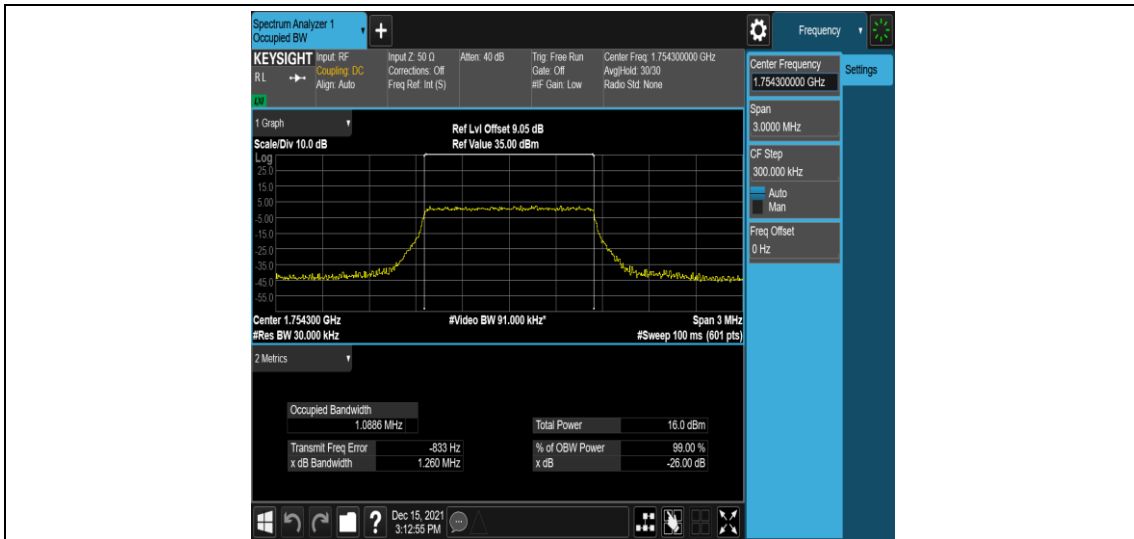 Spectrum Analyzer 1
Occupied BW
Frequency
KEYSIGHT
RL
Input: RF
Coupling: DC
Align: Auto
Input Z: 50 Ω
Corrections: Off
Freq Ref: Int (S)
Atten: 40 dB
Trig: Free Run
Gate: Off
#IF Gain: Low
Center Freq: 1.754300000 GHz
Avg|Hold: 30/30
Radio Std: None
Center Frequency
1.754300000 GHz
Settings
Span
3.0000 MHz
CF Step
300.000 kHz
Auto
Man
Freq Offset
0 Hz
1 Graph
Scale/Div 10.0 dB
Ref Lvl Offset 9.05 dB
Ref Value 35.00 dBm
Log
25.0
15.0
5.00
-5.00
-15.0
-25.0
-35.0
-45.0
-55.0
Center 1.754300 GHz
#Video BW 91.000 kHz*
Span 3 MHz
#Res BW 30.000 kHz
#Sweep 100 ms (601 pts)
2 Metrics
Occupied Bandwidth
1.0886 MHz
Total Power 16.0 dBm
Transmit Freq Error -833 Hz
% of OBW Power 99.00 %
x dB Bandwidth 1.260 MHz
x dB -26.00 dB
Dec 15, 2021
3:12:55 PM